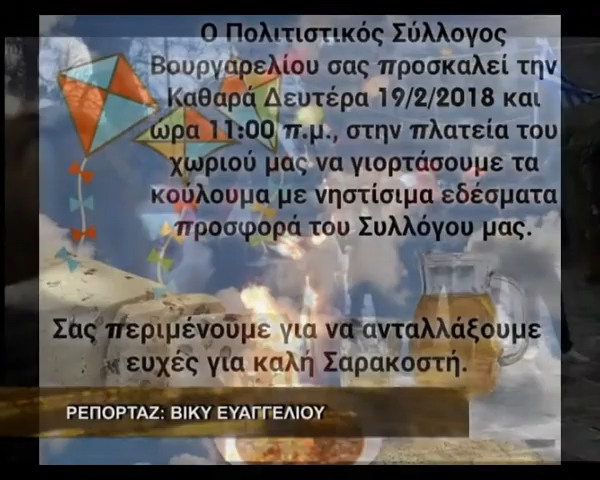 Ο Πολιτιστικός Σύλλογος
Βουργαρελίου σας προσκαλεί την
Καθαρά Δευτέρα 19/2/2018 και
ώρα 11:00 π.μ., στην πλατεία του
χωριού μας να γιορτάσουμε τα
κούλουμα με νηστίσιμα εδέσματα
προσφορά του Συλλόγου μας.
Σας περιμένουμε για να ανταλλάξουμε
ευχές για καλή Σαρακοστή.
ΡΕΠΟΡΤΑΖ: ΒΙΚΥ ΕΥΑΓΓΕΛΙΟΥ